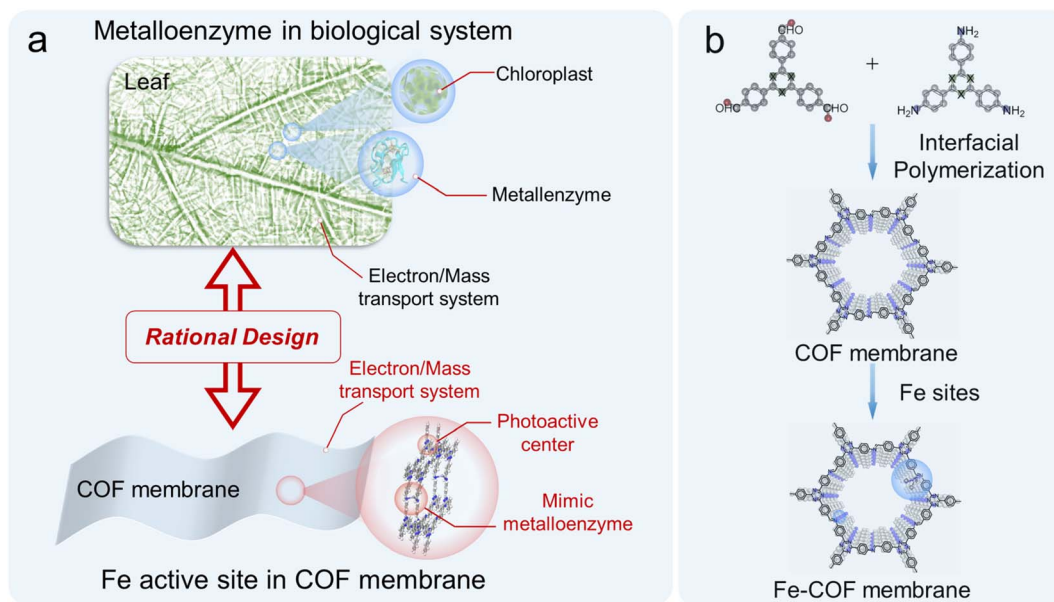 a
Metalloenzyme in biological system
Leaf
Chloroplast
Metallenzyme
Electron/Mass
transport system
Rational Design
Electron/Mass
transport system
Photoactive
center
COF membrane
Mimic
metalloenzyme
Fe active site in COF membrane
b
CHO
OHC
CHO
+
NH₂
H₂N
NH₂
X X
X
X X
X
Interfacial
Polymerization
COF membrane
Fe sites
Fe-COF membrane